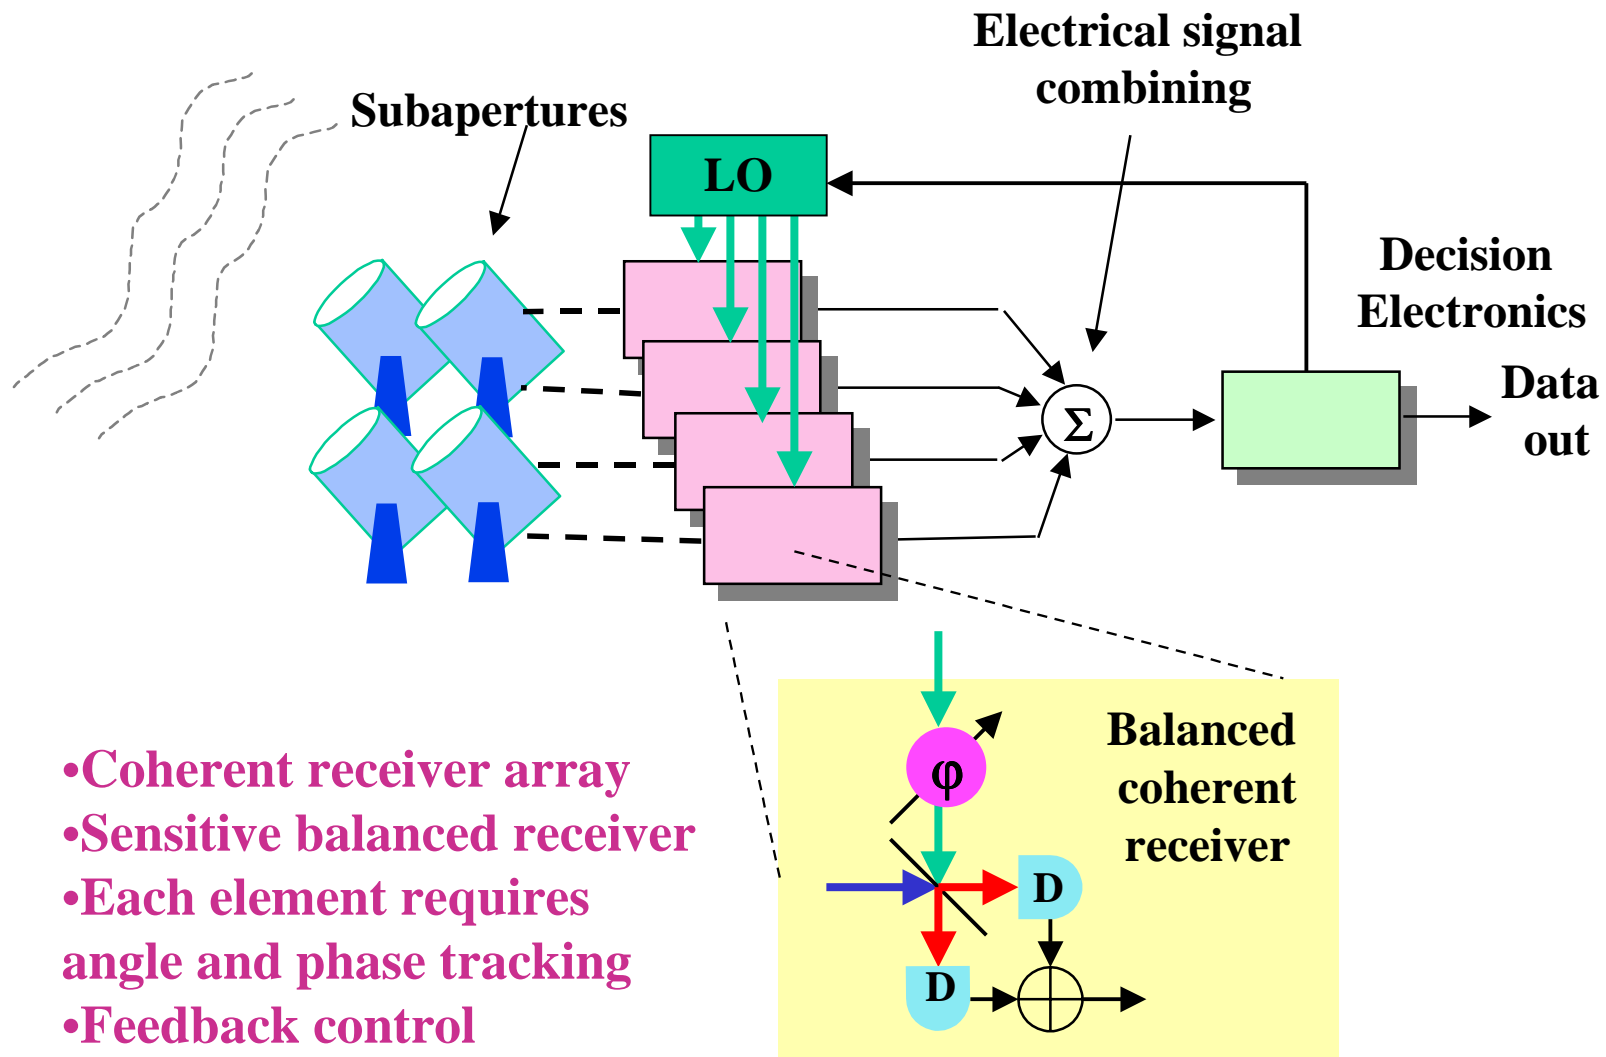 Electrical signal
combining
Subapertures
LO
Decision
Electronics
Σ
Data
out
Balanced
coherent
receiver
φ
D
D
•Coherent receiver array
•Sensitive balanced receiver
•Each element requires
angle and phase tracking
•Feedback control